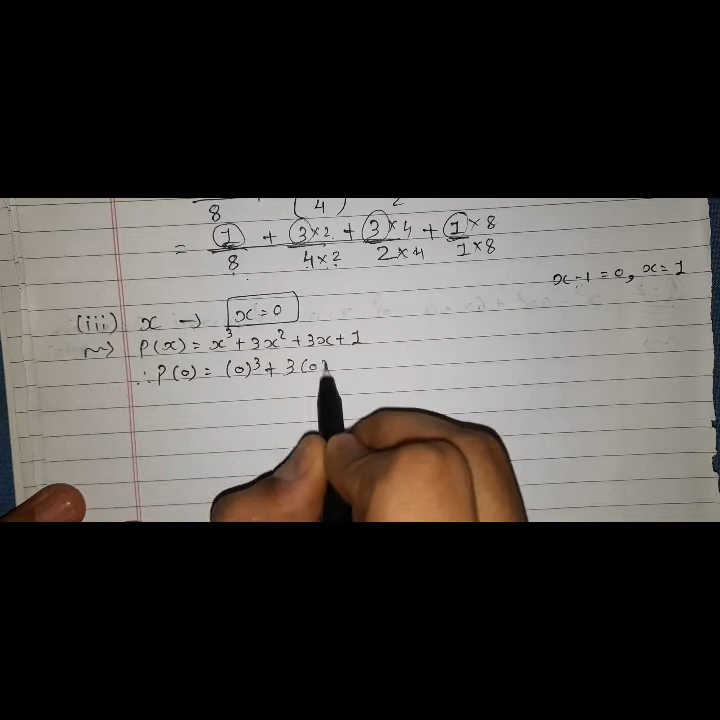 8 4 2
= 1/8 + 3×2/4×2 + 3×4/2×4 + 1×8/1×8
x-1=0, x=1
(iii) x → x=0
P(x) = x³+3x²+3x+1
∴ P(0) = (0)³+3(0)